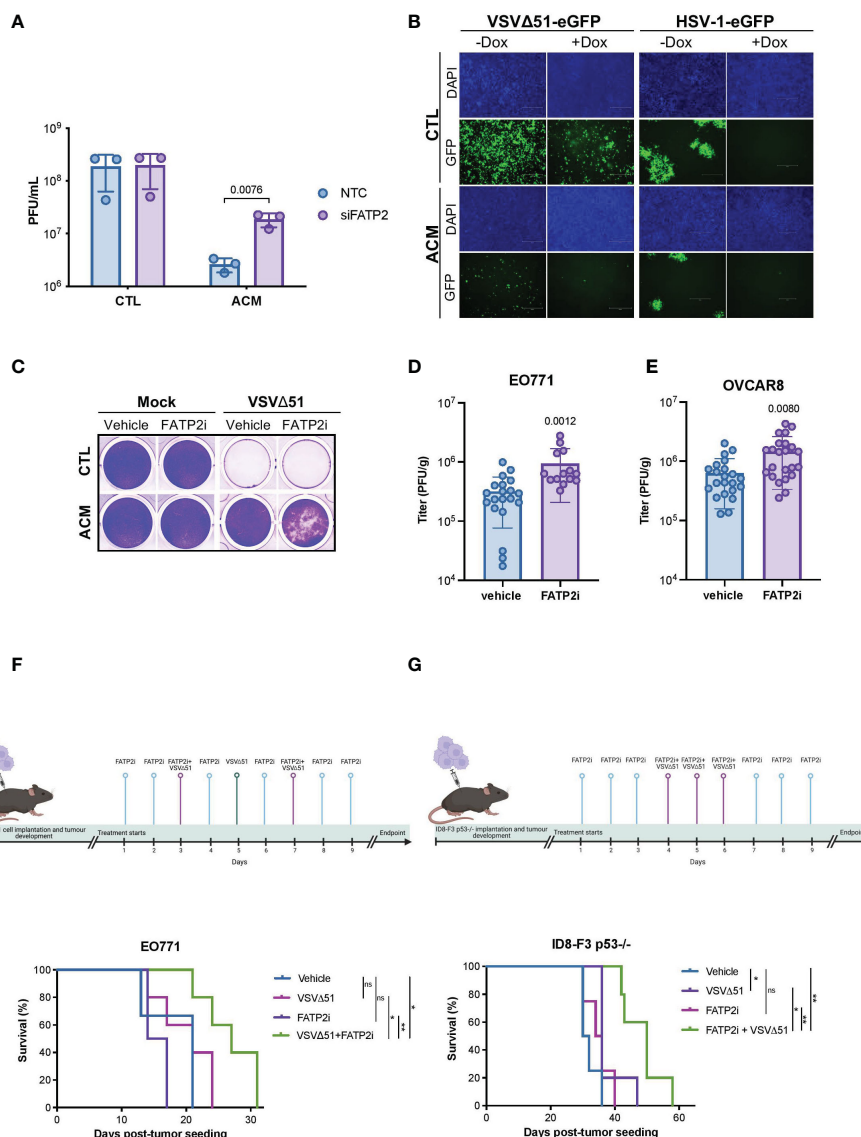 A
PFU/mL
10⁹
10⁸
10⁷
10⁶
0.0076
CTL
ACM
NTC
siFATP2
B
VSVΔ51-eGFP
HSV-1-eGFP
-Dox
+Dox
-Dox
+Dox
CTL
ACM
DAPI
GFP
DAPI
GFP
C
Mock
VSVΔ51
Vehicle
FATP2i
Vehicle
FATP2i
CTL
ACM
D
EO771
Titer (PFU/g)
10⁷
10⁶
10⁵
10⁴
0.0012
vehicle
FATP2i
E
OVCAR8
Titer (PFU/g)
10⁷
10⁶
10⁵
10⁴
0.0080
vehicle
FATP2i
F
FATP2i
FATP2i
FATP2i+
VSVΔ51
FATP2i
VSVΔ51
FATP2i
FATP2i+
VSVΔ51
FATP2i
FATP2i
cell implantation and tumour
development
Treatment starts
Endpoint
1 2 3 4 5 6 7 8 9
Days
EO771
Survival (%)
100
80
60
40
20
0
0 10 20 30
Days post-tumor seeding
Vehicle
VSVΔ51
FATP2i
VSVΔ51+FATP2i
ns
ns
*
**
*
G
FATP2i
FATP2i
FATP2i
FATP2i+
VSVΔ51
FATP2i+
VSVΔ51
FATP2i+
VSVΔ51
FATP2i
FATP2i
FATP2i
ID8-F3 p53-/- implantation and tumour
development
Treatment starts
Endpoint
1 2 3 4 5 6 7 8 9
Days
ID8-F3 p53-/-
Survival (%)
100
80
60
40
20
0
0 20 40 60
Days post-tumor seeding
Vehicle
VSVΔ51
FATP2i
FATP2i + VSVΔ51
*
ns
*
**
**